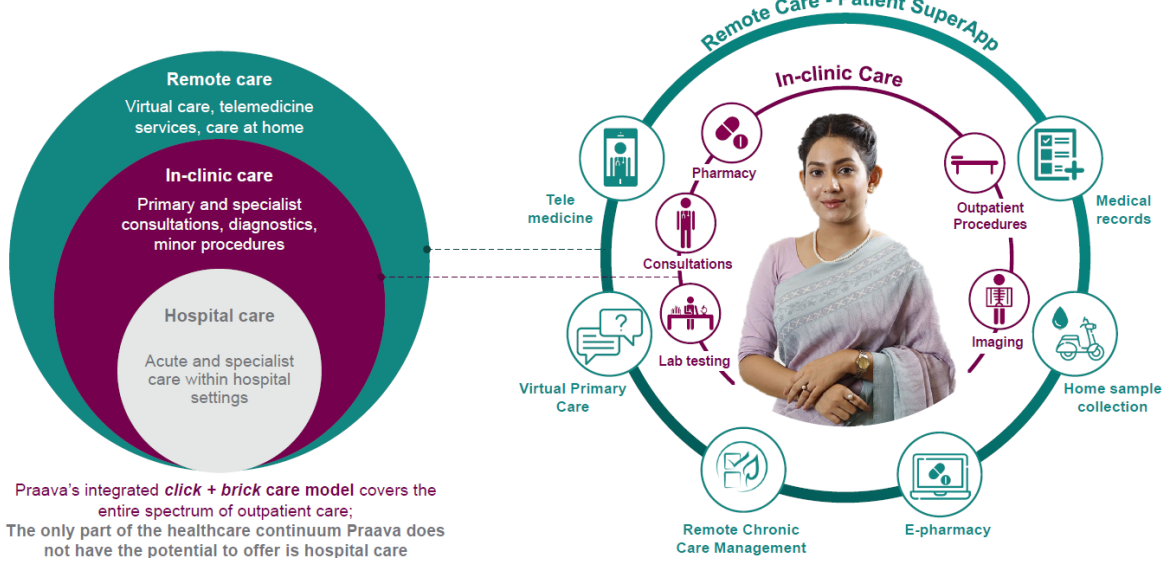 Remote care
Virtual care, telemedicine
services, care at home
In-clinic care
Primary and specialist
consultations, diagnostics,
minor procedures
Hospital care
Acute and specialist
care within hospital
settings
Praava's integrated click + brick care model covers the
entire spectrum of outpatient care;
The only part of the healthcare continuum Praava does
not have the potential to offer is hospital care
Remote Care - Patient SuperApp
In-clinic Care
Pharmacy
Consultations
Lab testing
Outpatient
Procedures
Imaging
Tele
medicine
Virtual Primary
Care
Remote Chronic
Care Management
E-pharmacy
Home sample
collection
Medical
records
?